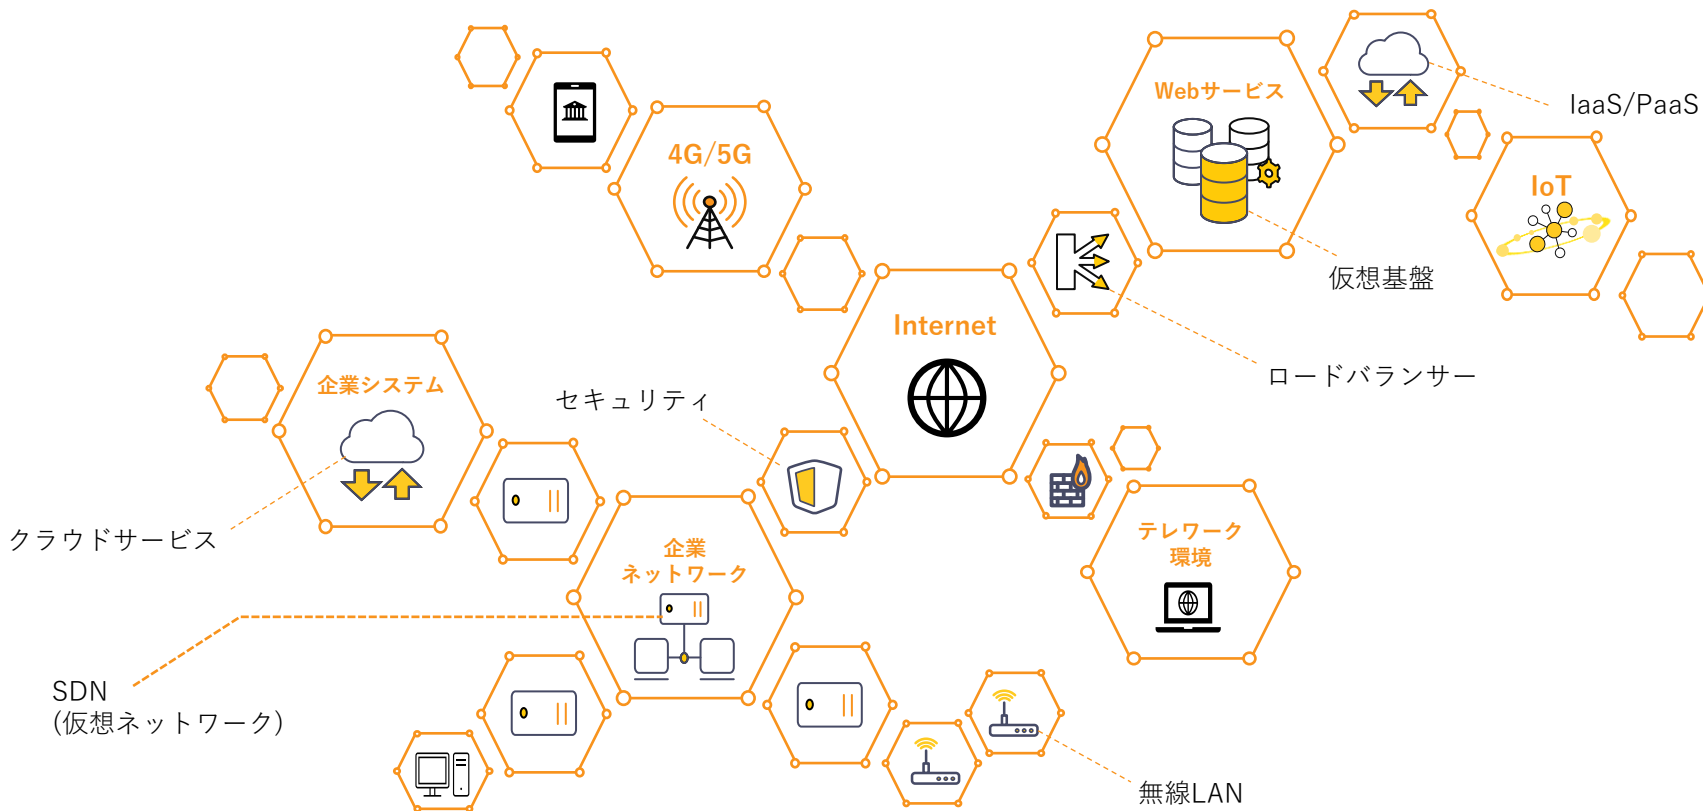 Webサービス
IaaS/PaaS
4G/5G
IoT
仮想基盤
Internet
ロードバランサー
企業システム
セキュリティ
クラウドサービス
企業
ネットワーク
テレワーク
環境
SDN
(仮想ネットワーク)
無線LAN